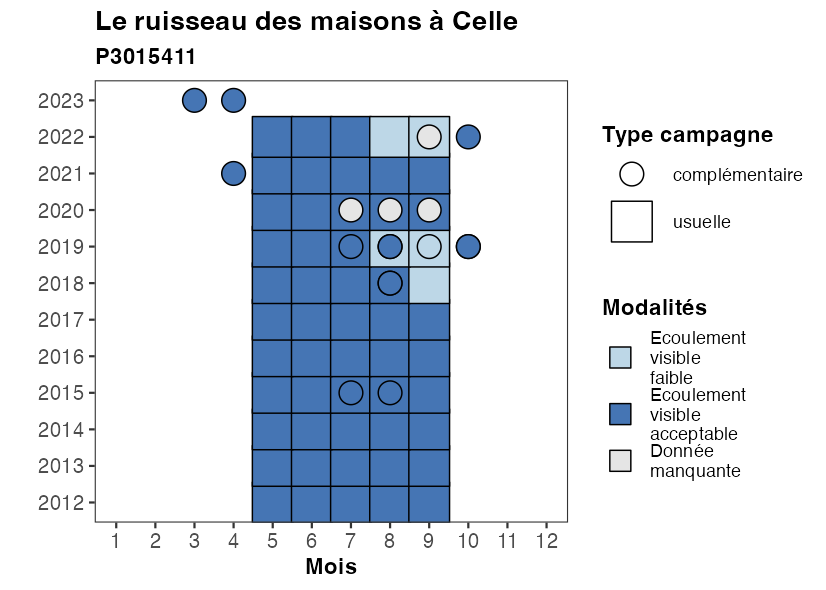 Le ruisseau des maisons à Celle
P3015411
2023
2022
2021
2020
2019
2018
2017
2016
2015
2014
2013
2012
1 2 3 4 5 6 7 8 9 10 11 12
Mois
Type campagne
complémentaire
usuelle
Modalités
Ecoulement
visible
faible
Ecoulement
visible
acceptable
Donnée
manquante